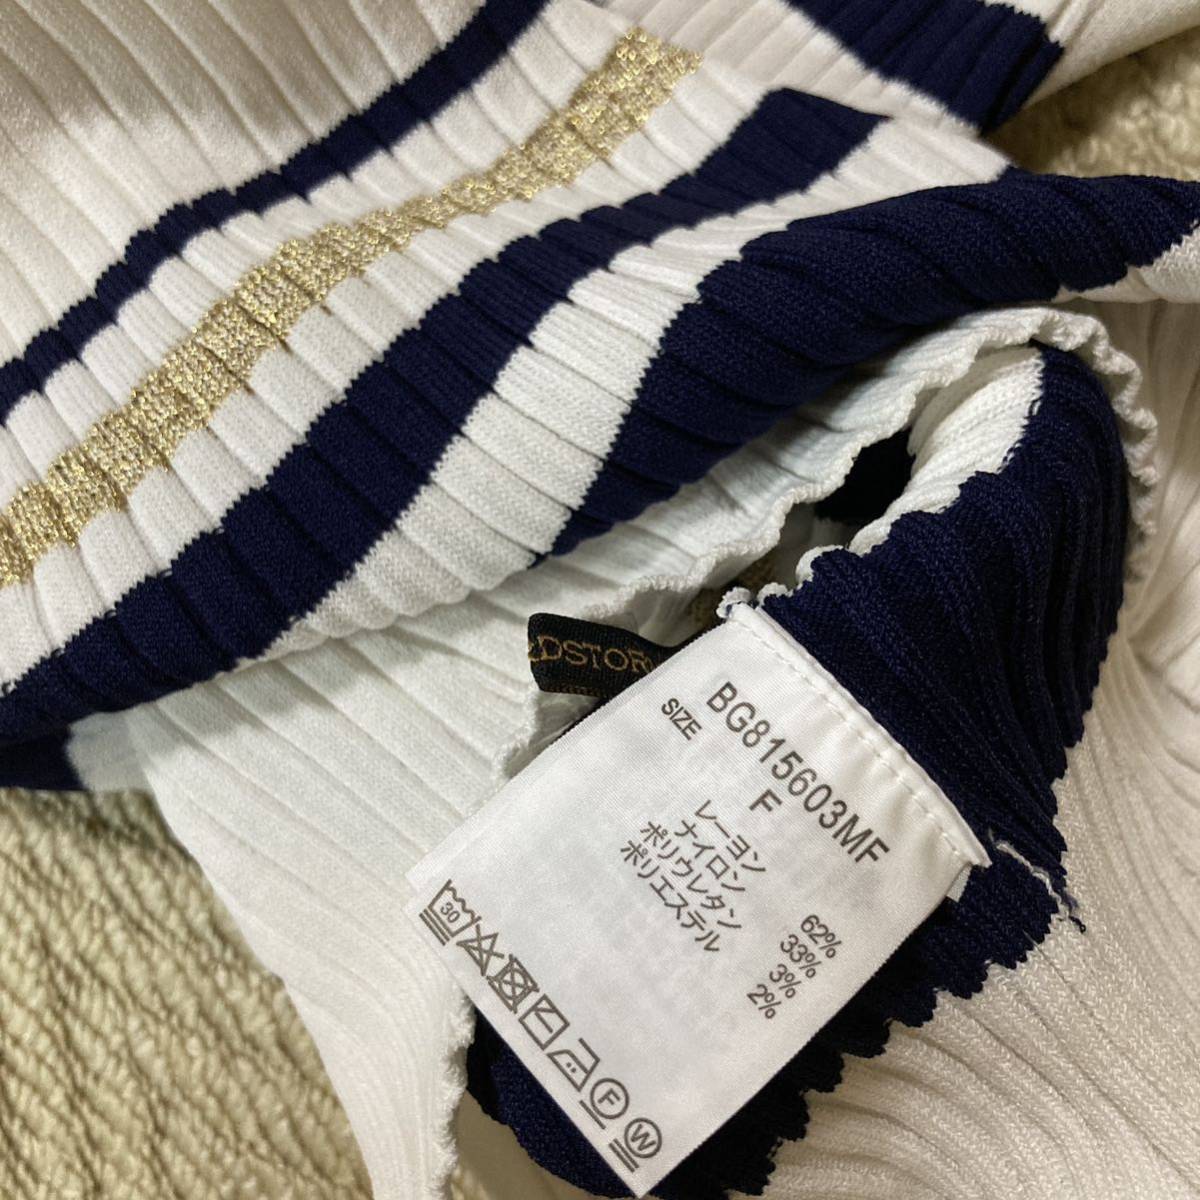 DSTOR
BG815603MF
SIZE F
レーヨン 62%
ナイロン 33%
ポリウレタン 3%
ポリエステル 2%
30
F
W